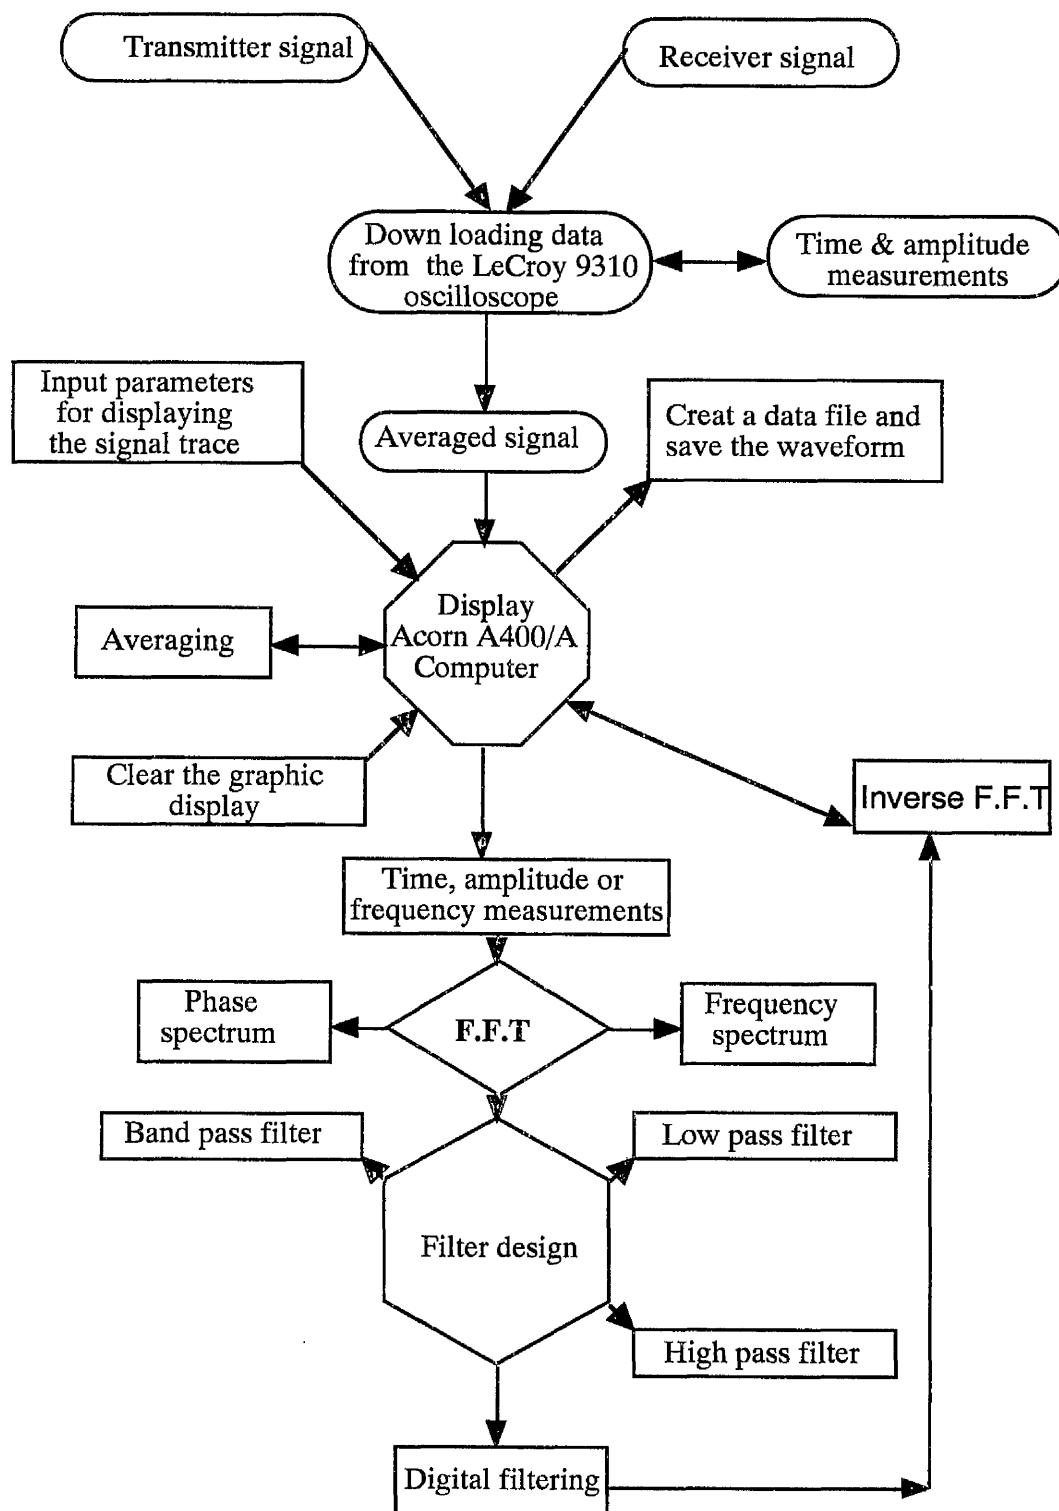 Transmitter signal
Receiver signal
Down loading data
from the LeCroy 9310
oscilloscope
Time & amplitude
measurements
Input parameters
for displaying
the signal trace
Averaged signal
Creat a data file and
save the waveform
Display
Acorn A400/A
Computer
Averaging
Clear the graphic
display
Inverse F.F.T
Time, amplitude or
frequency measurements
Phase
spectrum
F.F.T
Frequency
spectrum
Band pass filter
Low pass filter
Filter design
High pass filter
Digital filtering